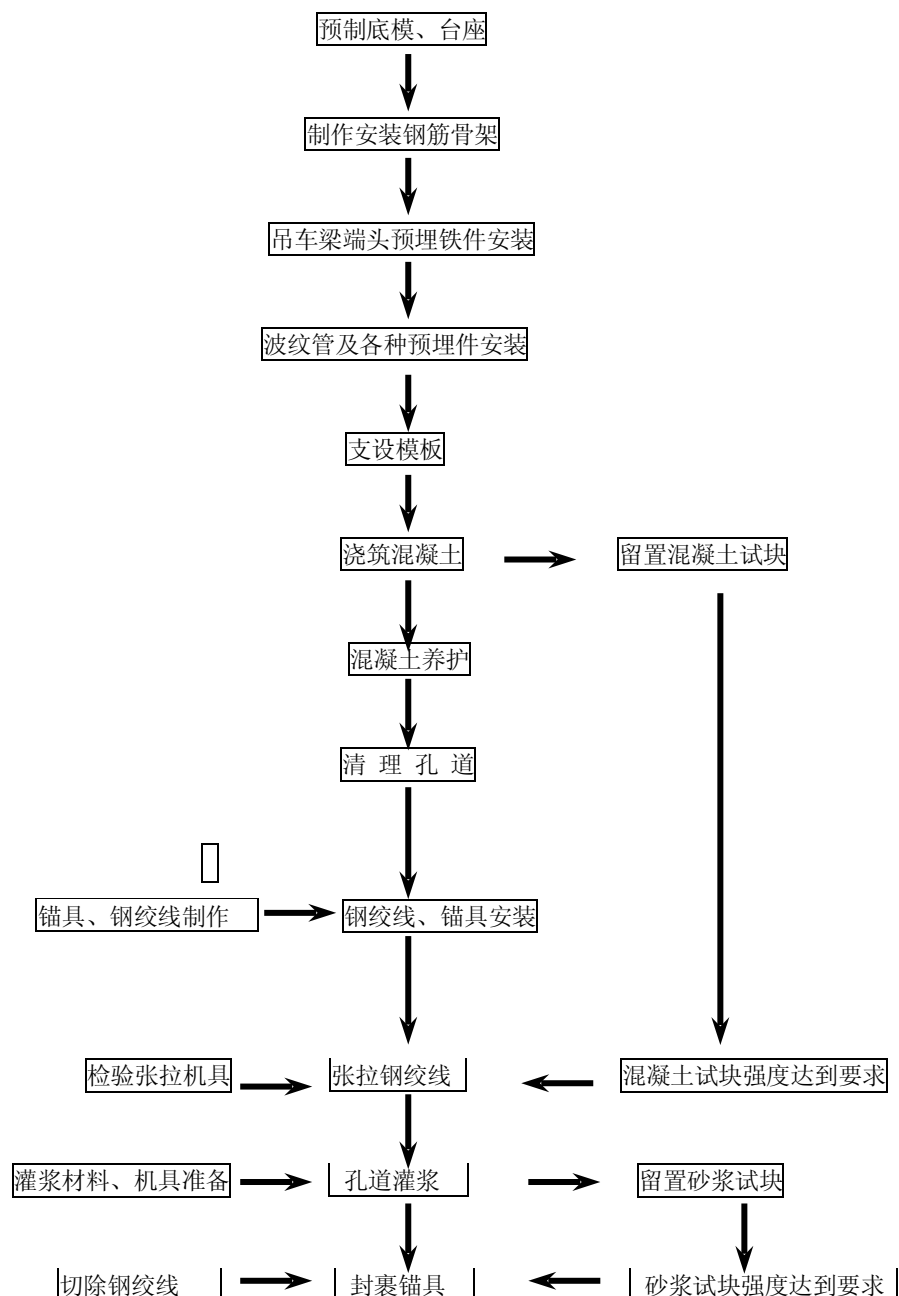 预制底模、台座
制作安装钢筋骨架
吊车梁端头预埋铁件安装
波纹管及各种预埋件安装
支设模板
浇筑混凝土
留置混凝土试块
混凝土养护
清 理 孔 道
锚具、钢绞线制作
钢绞线、锚具安装
检验张拉机具
张拉钢绞线
混凝土试块强度达到要求
灌浆材料、机具准备
孔道灌浆
留置砂浆试块
切除钢绞线
封裹锚具
砂浆试块强度达到要求